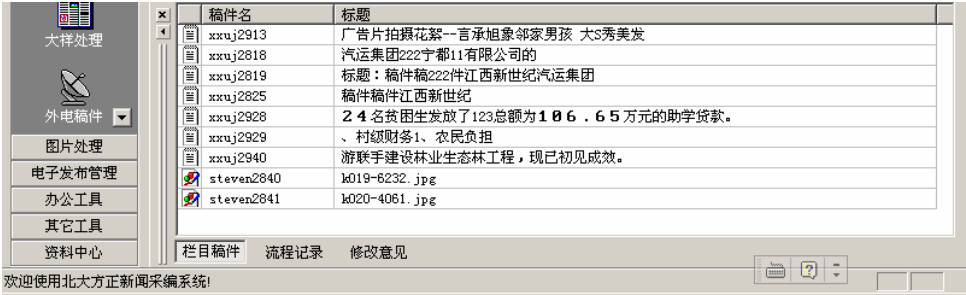 稿件名 标题
大样处理
外电稿件
图片处理
电子发布管理
办公工具
其它工具
资料中心
xxuj2913 广告片拍摄花絮--言承旭象邻家男孩 大S秀美发
xxuj2818 汽运集团222宁都11有限公司的
xxuj2819 标题：稿件稿222件江西新世纪汽运集团
xxuj2825 稿件稿件江西新世纪
xxuj2928 ２４名贫困生发放了123总额为１０６．６５万元的助学贷款。
xxuj2929 、村级财务1、农民负担
xxuj2940 游联手建设林业生态林工程，现已初见成效。
steven2840 k019-6232.jpg
steven2841 k020-4061.jpg
栏目稿件 流程记录 修改意见
欢迎使用北大方正新闻采编系统!